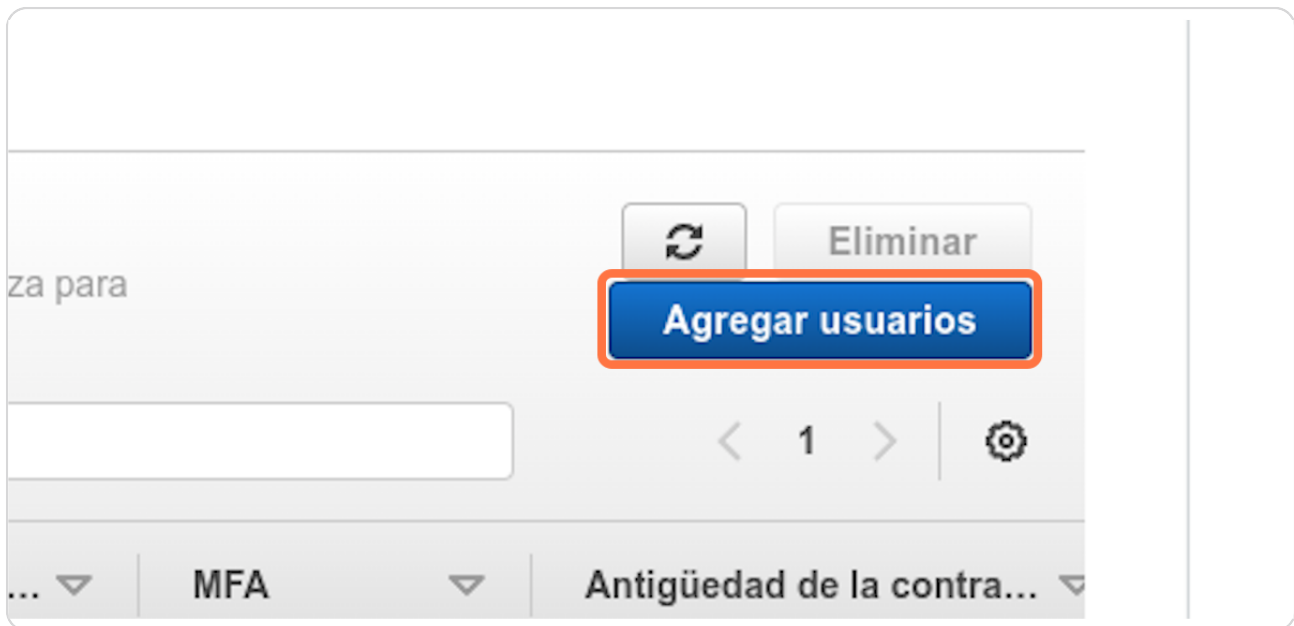 Eliminar
za para
Agregar usuarios
1
... MFA Antigüedad de la contra...